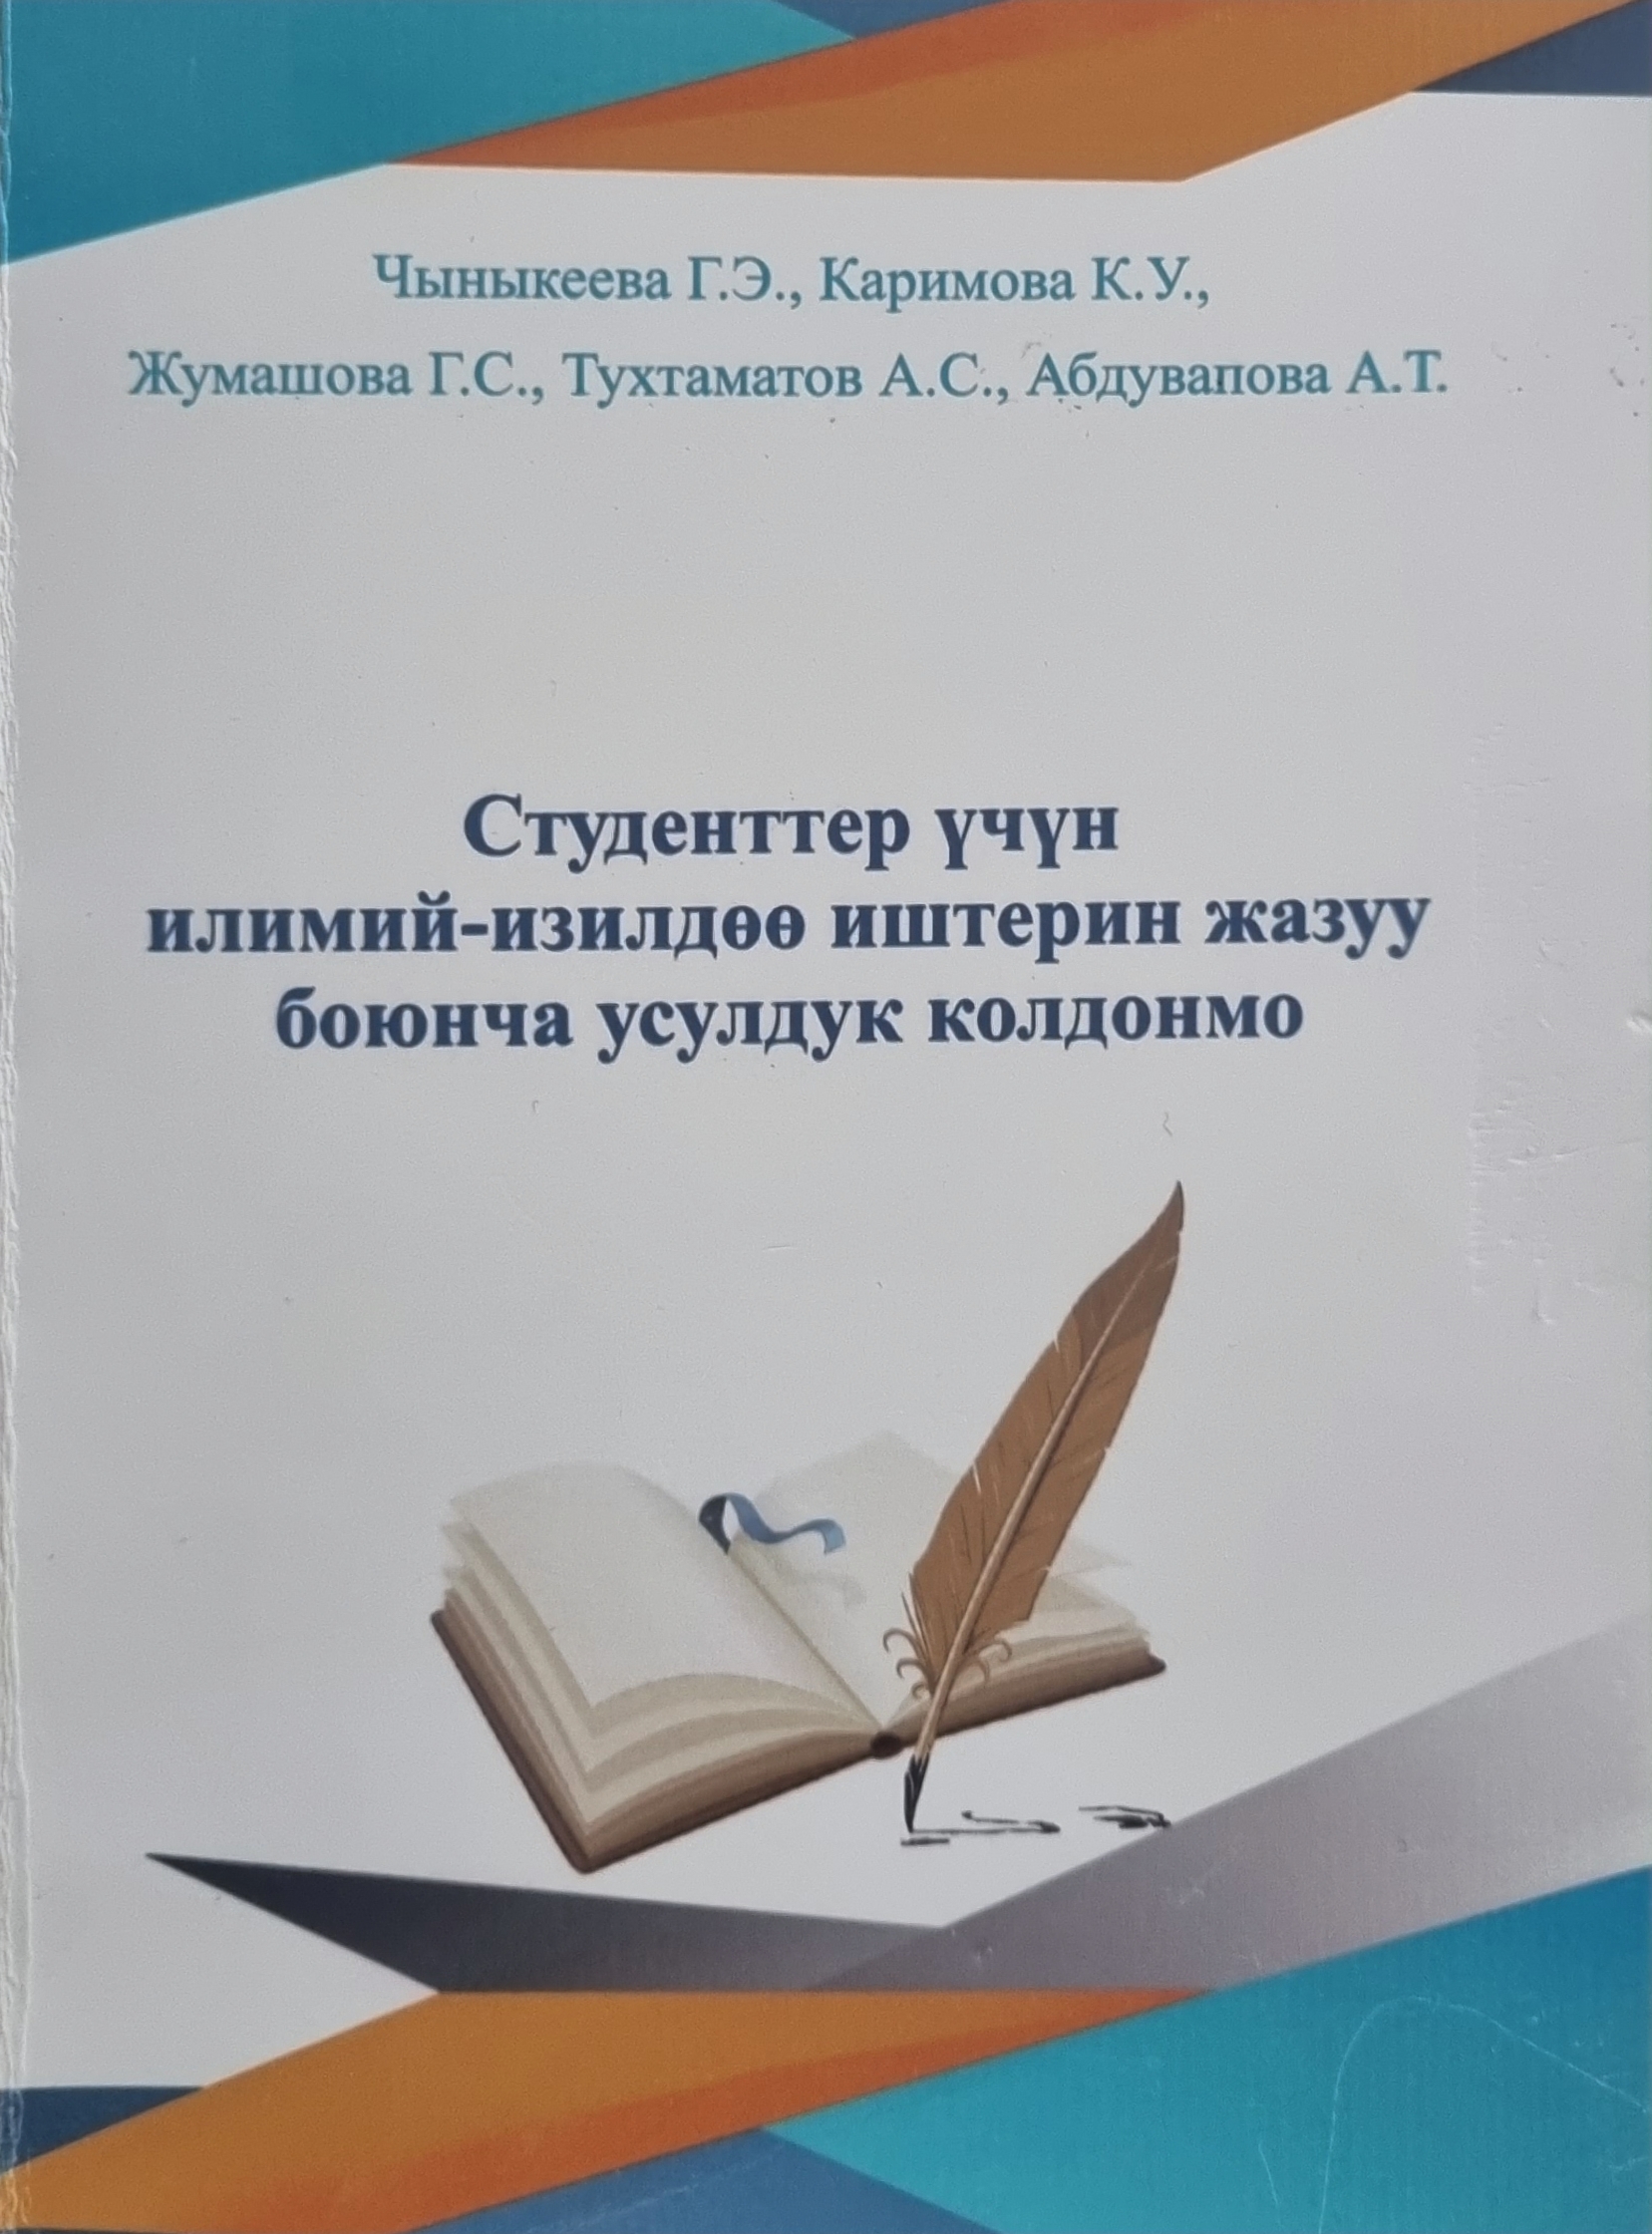 Чыныкеева Г.Э., Каримова К.У.,
Жумашова Г.С., Тухтаматов А.С., Абдувапова А.Т.
Студенттер үчүн
илимий-изилдөө иштерин жазуу
боюнча усулдук колдонмо